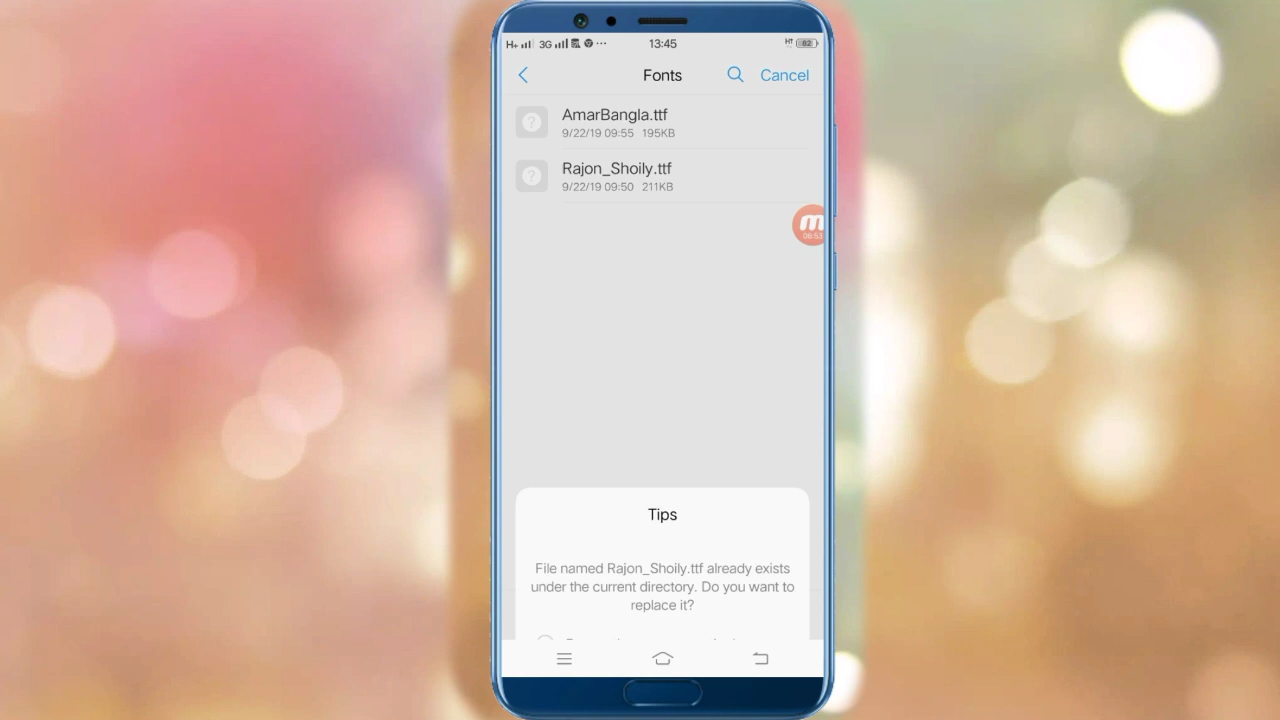 H+ 3G ··· 13:45 82
Fonts Cancel
AmarBangla.ttf
9/22/19 09:55 195KB
Rajon_Shoily.ttf
9/22/19 09:50 211KB
06:53
Tips
File named Rajon_Shoily.ttf already exists
under the current directory. Do you want to
replace it?